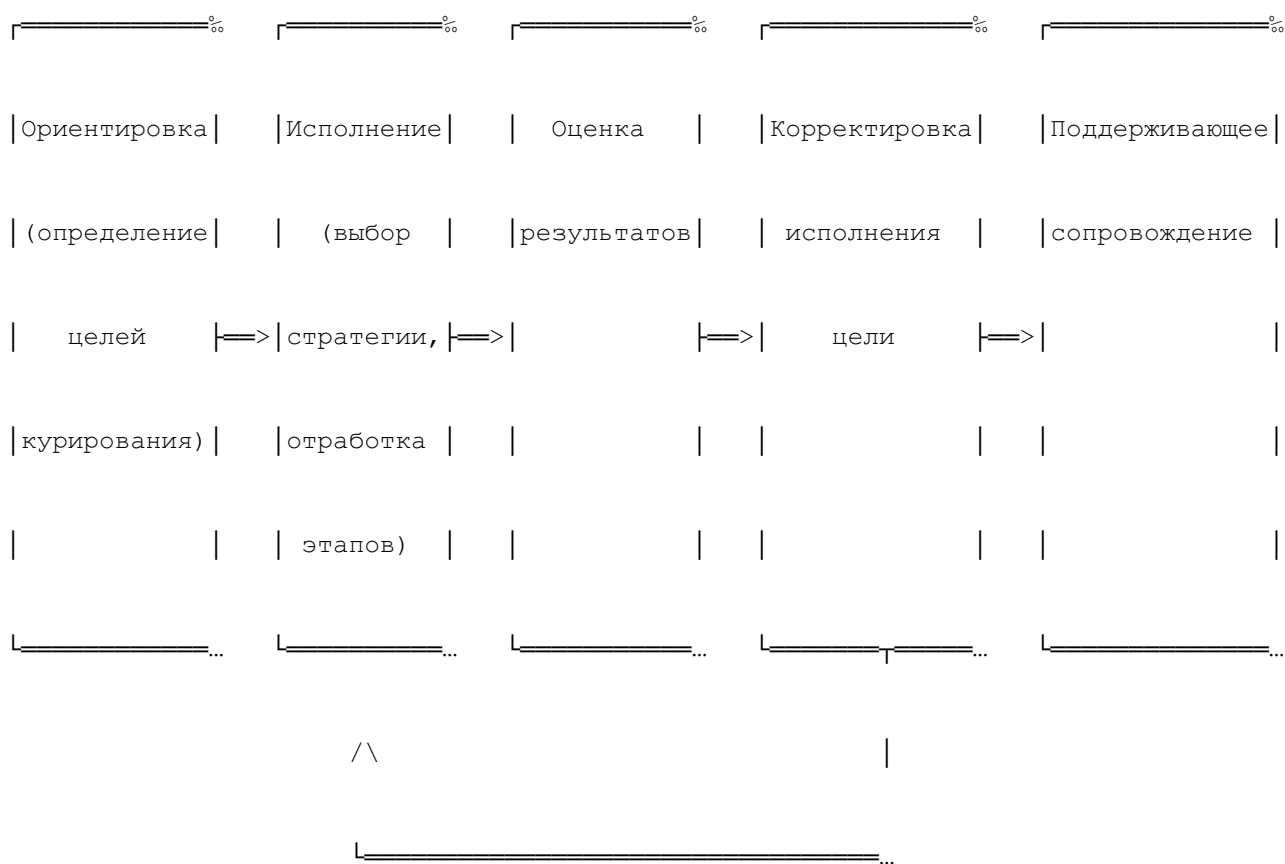 Ориентировка Исполнение Оценка Корректировка Поддерживающее
(определение (выбор результатов исполнения сопровождение
целей стратегии, цели
курирования) отработка
этапов)